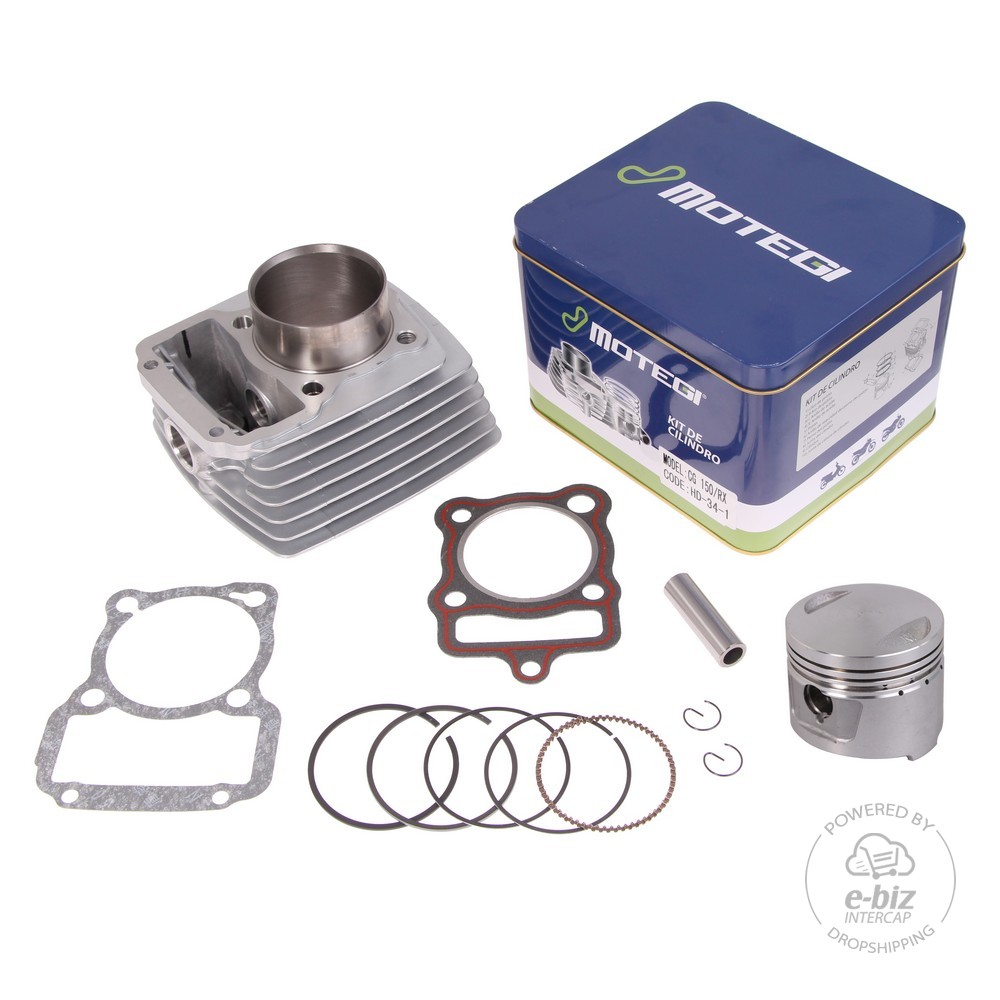 MOTEGI
MOTEGI
KIT DE
CILINDRO
MODEL:CG 150/RX
CODE:HD-34-1
KIT DE CILINDRO
POWERED BY
e-biz
INTERCAP
DROPSHIPPING